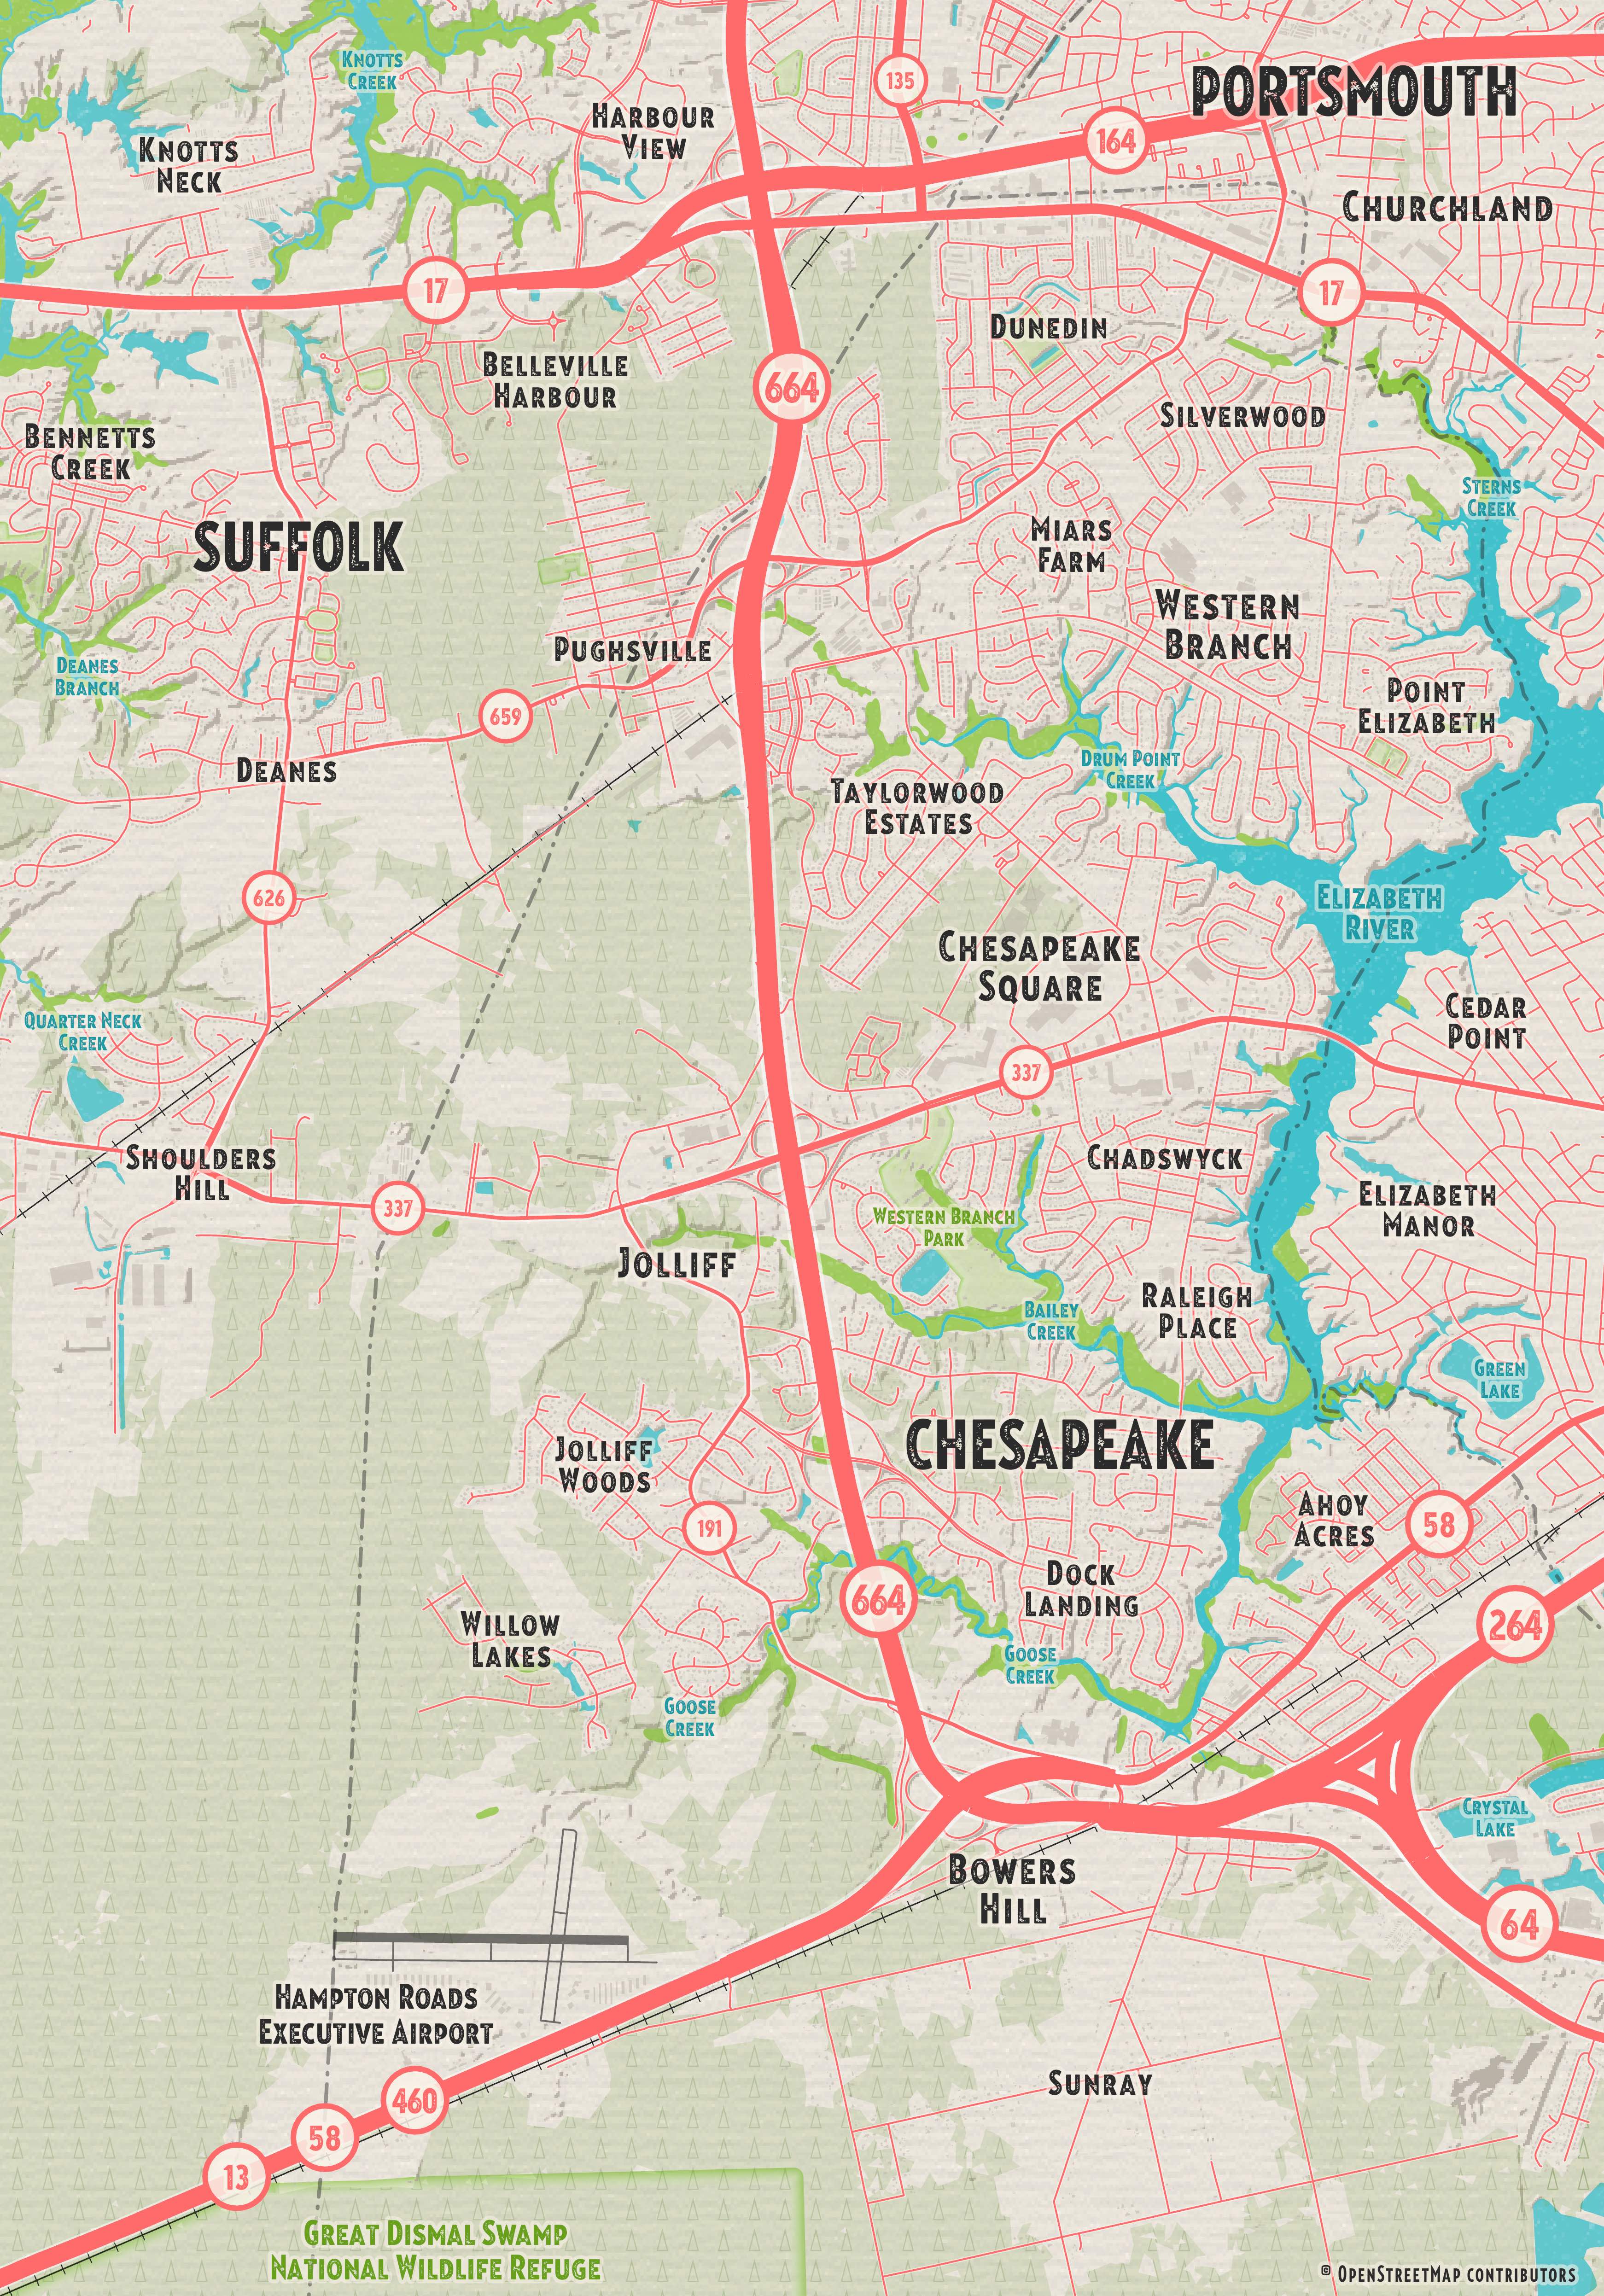 Knotts
Creek
135
PORTSMOUTH
Harbour
View
164
Knotts
Neck
Churchland
17
17
Dunedin
Belleville
Harbour
664
Silverwood
Bennetts
Creek
Sterns
Creek
SUFFOLK
Miars
Farm
Western
Branch
Pughsville
Deanes
Branch
Point
Elizabeth
659
Deanes
Drum Point
Creek
Taylorwood
Estates
626
Elizabeth
River
Chesapeake
Square
Cedar
Point
Quarter Neck
Creek
337
Shoulders
Hill
Chadswyck
337
Elizabeth
Manor
Western Branch
Park
Jolliff
Raleigh
Place
Bailey
Creek
Green
Lake
CHESAPEAKE
Jolliff
Woods
Ahoy
Acres
191
58
Dock
Landing
664
264
Willow
Lakes
Goose
Creek
Goose
Creek
Crystal
Lake
Bowers
Hill
64
Hampton Roads
Executive Airport
Sunray
460
58
13
Great Dismal Swamp
National Wildlife Refuge
© OpenStreetMap contributors